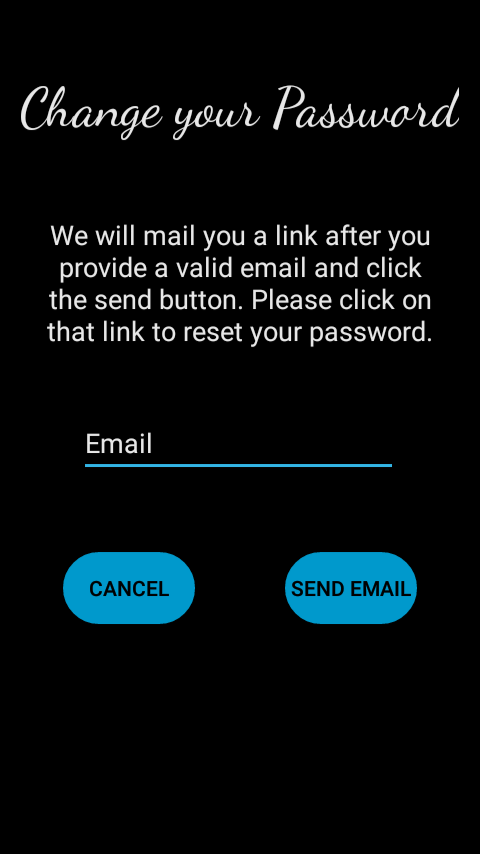 Change your Password
We will mail you a link after you
provide a valid email and click
the send button. Please click on
that link to reset your password.
Email
CANCEL
SEND EMAIL